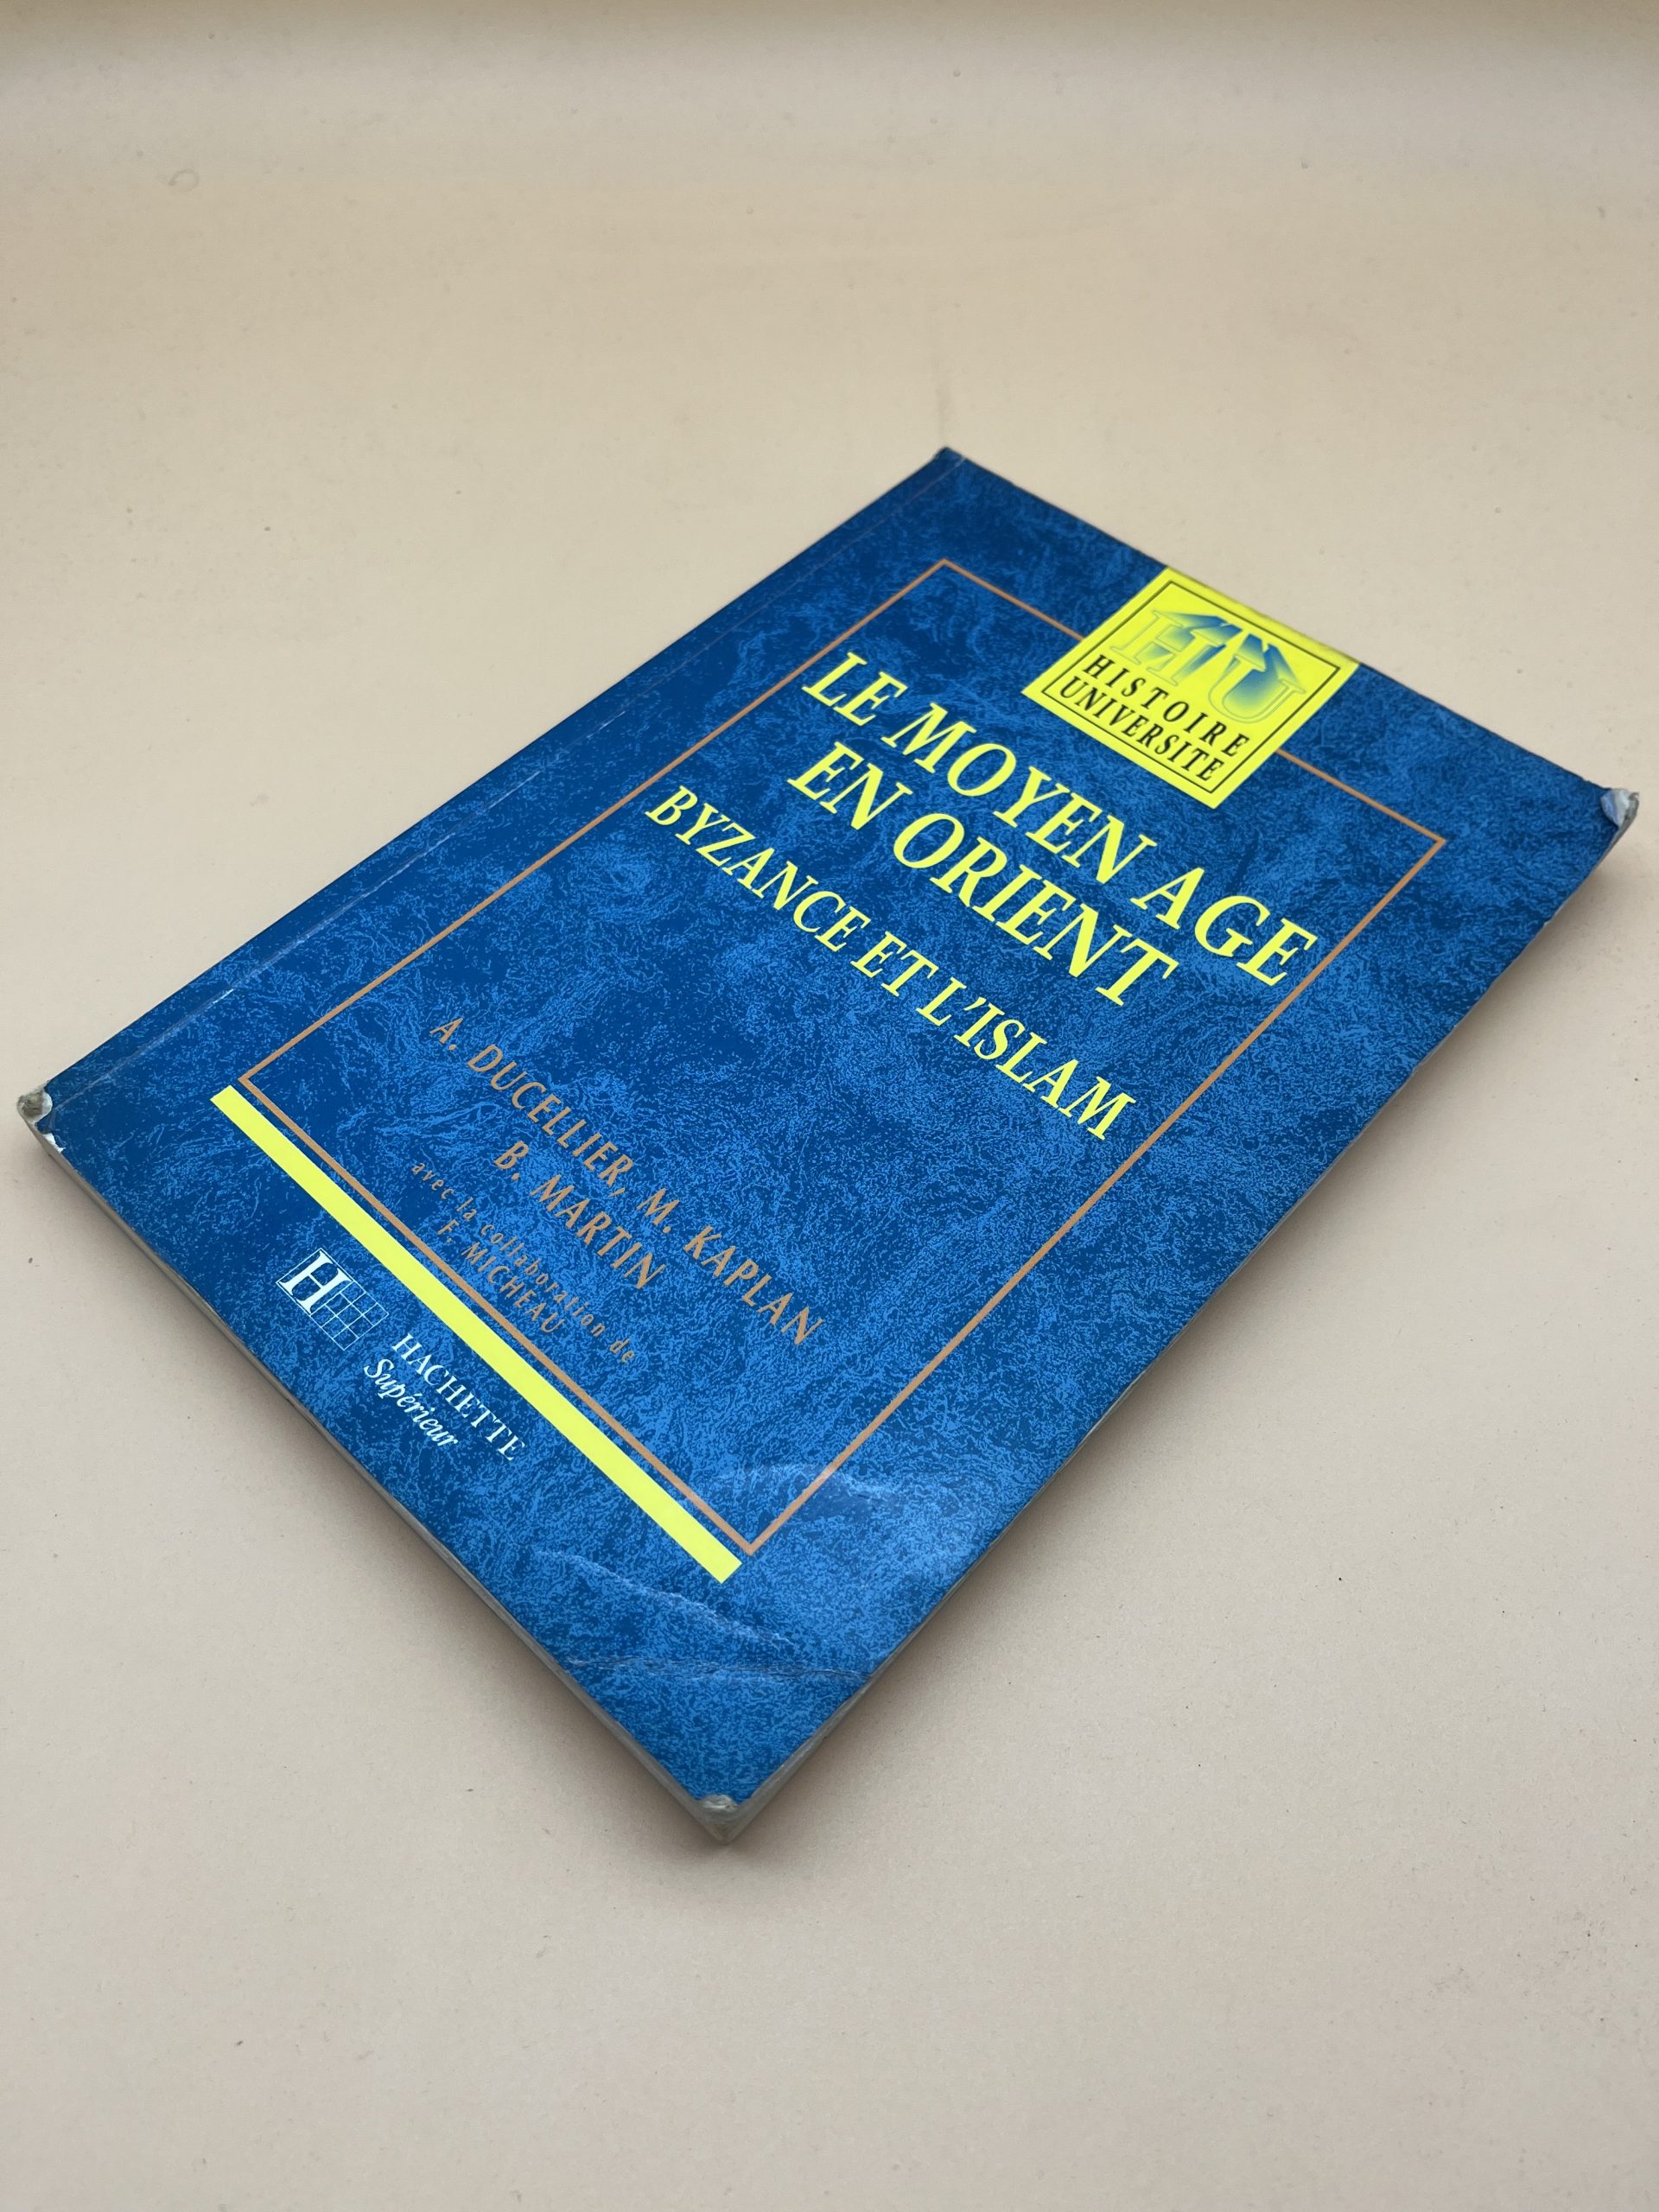 HU
HISTOIRE
UNIVERSITE
LE MOYEN AGE
EN ORIENT
BYZANCE ET L'ISLAM
A. DUCELLIER, M. KAPLAN
B. MARTIN
avec la collaboration de
F. MICHEAU
H
HACHETTE
Supérieur